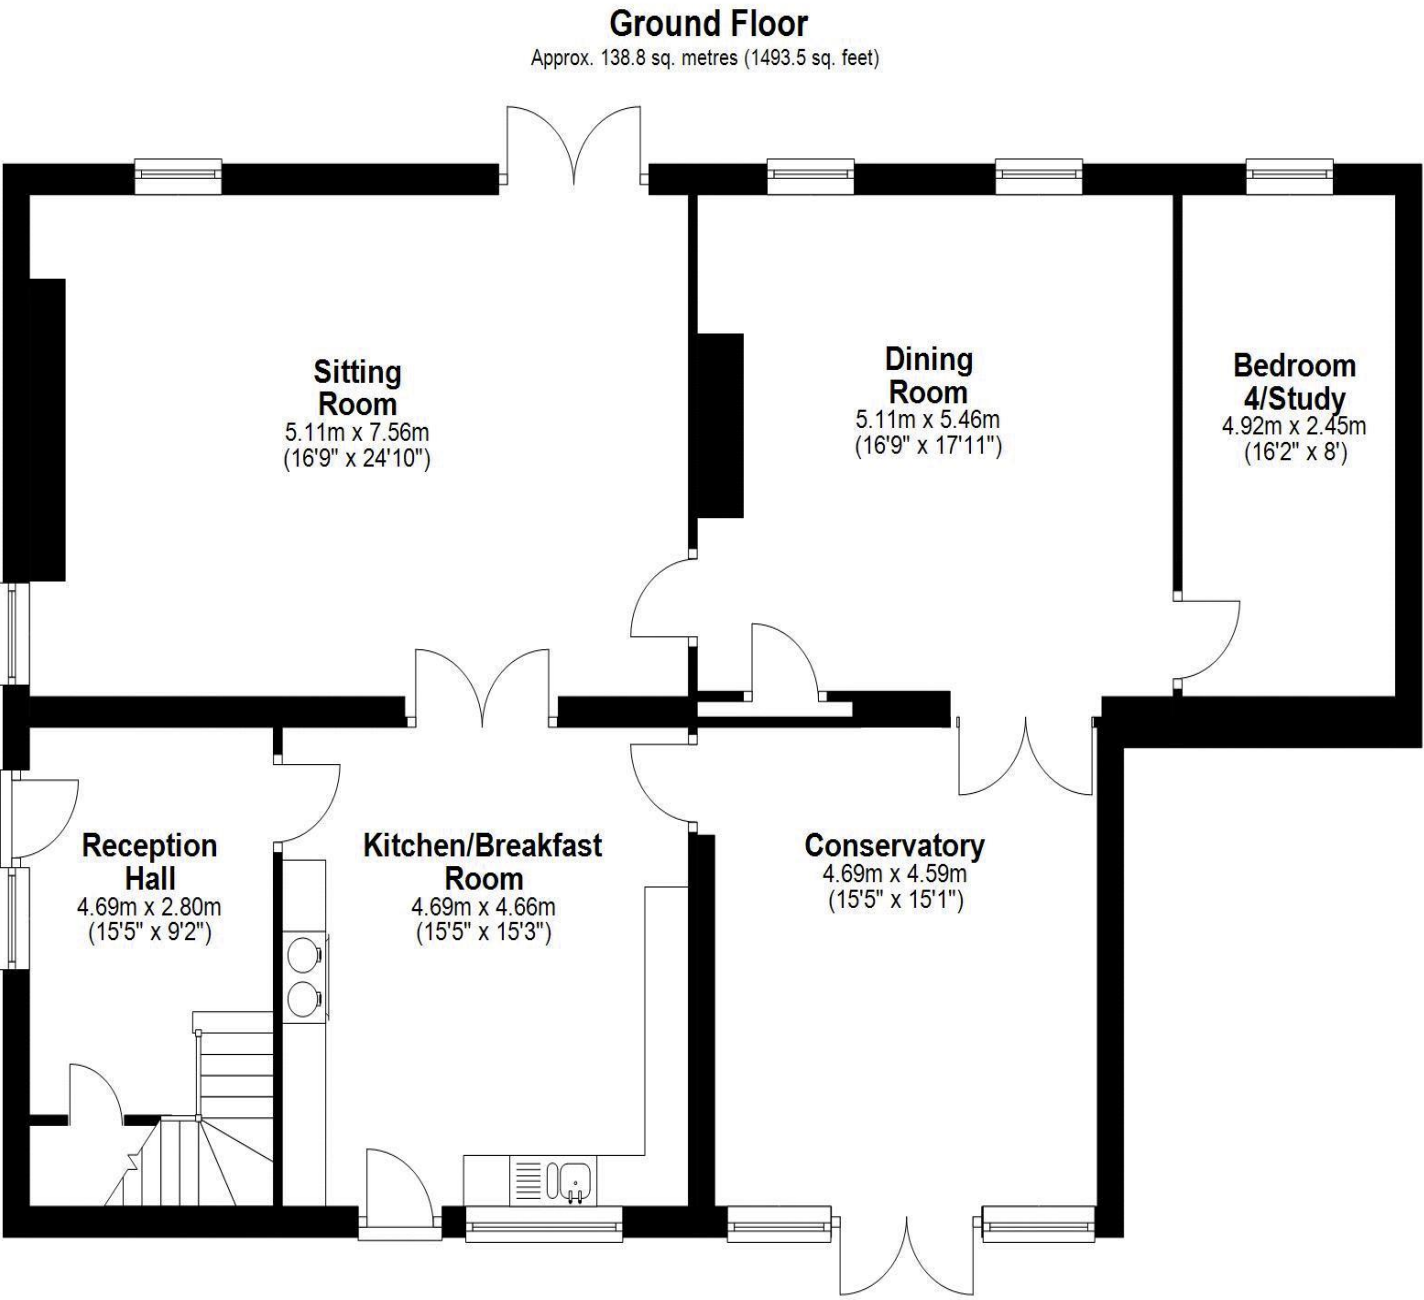 Ground Floor
Approx. 138.8 sq. metres (1493.5 sq. feet)
Sitting
Room
5.11m x 7.56m
(16'9" x 24'10")
Dining
Room
5.11m x 5.46m
(16'9" x 17'11")
Bedroom
4/Study
4.92m x 2.45m
(16'2" x 8')
Reception
Hall
4.69m x 2.80m
(15'5" x 9'2")
Kitchen/Breakfast
Room
4.69m x 4.66m
(15'5" x 15'3")
Conservatory
4.69m x 4.59m
(15'5" x 15'1")